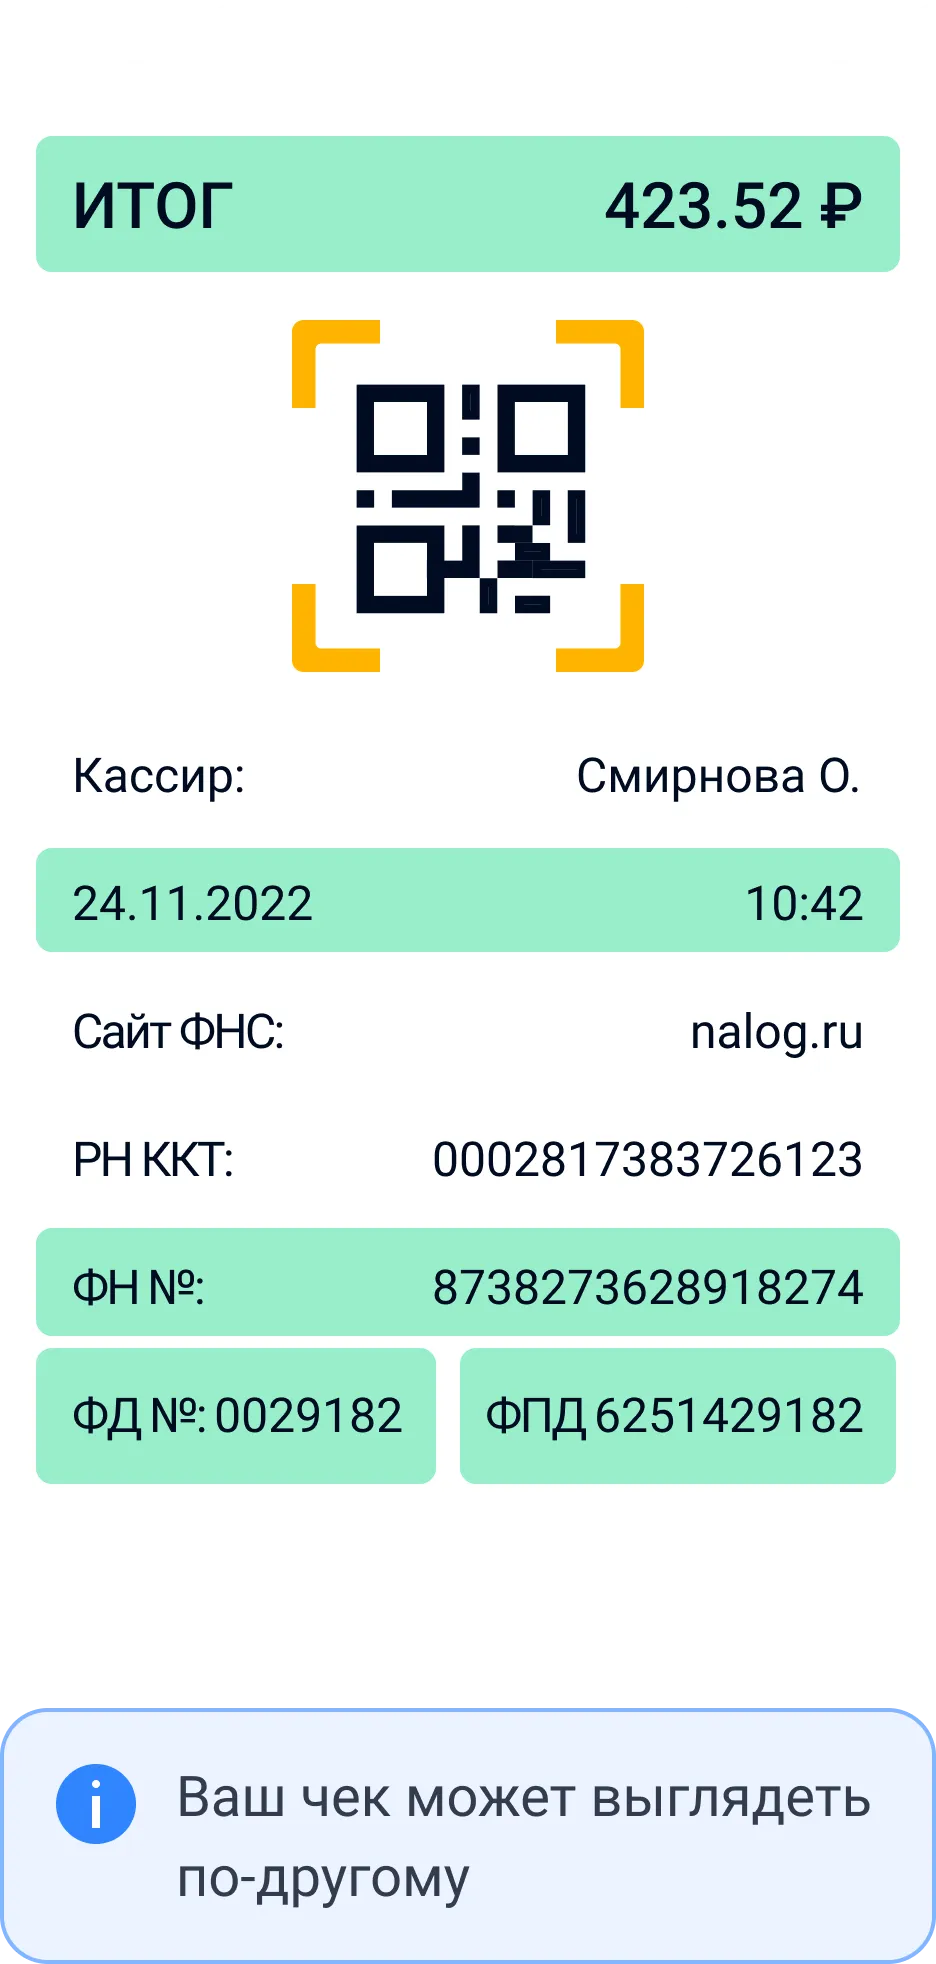 ИТОГ 423.52 ₽
Кассир: Смирнова О.
24.11.2022 10:42
Сайт ФНС: nalog.ru
РН ККТ: 0002817383726123
ФН №: 8738273628918274
ФД №: 0029182 ФПД 6251429182
Ваш чек может выглядеть
по-другому